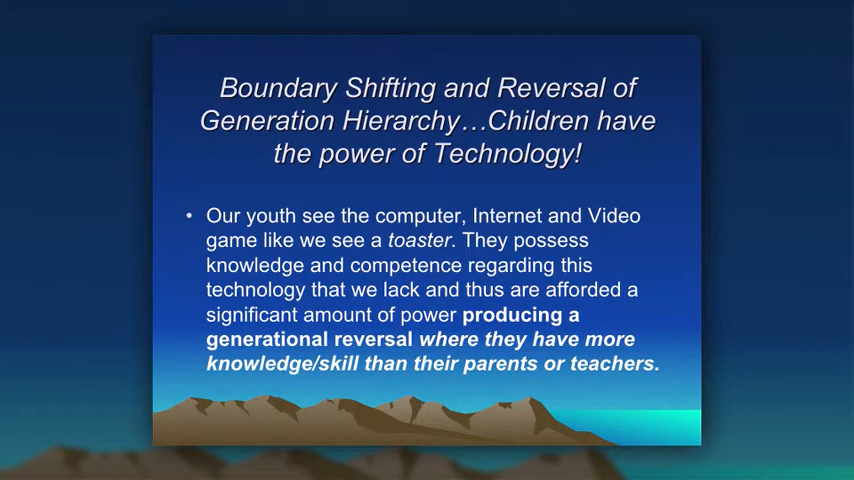 Boundary Shifting and Reversal of
Generation Hierarchy…Children have
the power of Technology!
• Our youth see the computer, Internet and Video
game like we see a toaster. They possess
knowledge and competence regarding this
technology that we lack and thus are afforded a
significant amount of power producing a
generational reversal where they have more
knowledge/skill than their parents or teachers.